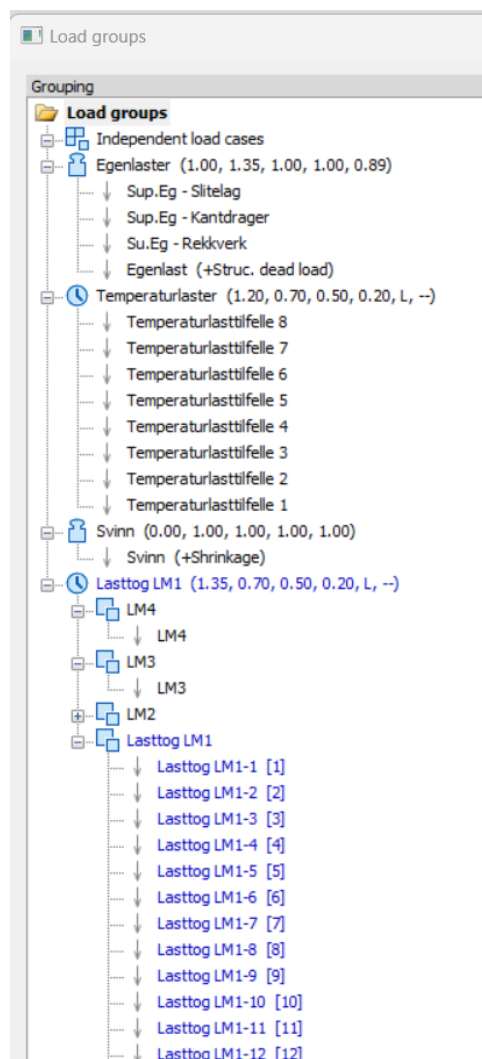 Load groups
Grouping
Load groups
Independent load cases
Egenlaster (1.00, 1.35, 1.00, 1.00, 0.89)
Sup.Eg - Slitelag
Sup.Eg - Kantdrager
Su.Eg - Rekkverk
Egenlast (+Struc. dead load)
Temperaturlaster (1.20, 0.70, 0.50, 0.20, L, --)
Temperaturlasttilfelle 8
Temperaturlasttilfelle 7
Temperaturlasttilfelle 6
Temperaturlasttilfelle 5
Temperaturlasttilfelle 4
Temperaturlasttilfelle 3
Temperaturlasttilfelle 2
Temperaturlasttilfelle 1
Svinn (0.00, 1.00, 1.00, 1.00, 1.00)
Svinn (+Shrinkage)
Lasttog LM1 (1.35, 0.70, 0.50, 0.20, L, --)
LM4
LM4
LM3
LM3
LM2
Lasttog LM1
Lasttog LM1-1 [1]
Lasttog LM1-2 [2]
Lasttog LM1-3 [3]
Lasttog LM1-4 [4]
Lasttog LM1-5 [5]
Lasttog LM1-6 [6]
Lasttog LM1-7 [7]
Lasttog LM1-8 [8]
Lasttog LM1-9 [9]
Lasttog LM1-10 [10]
Lasttog LM1-11 [11]
Lasttog LM1-12 [12]